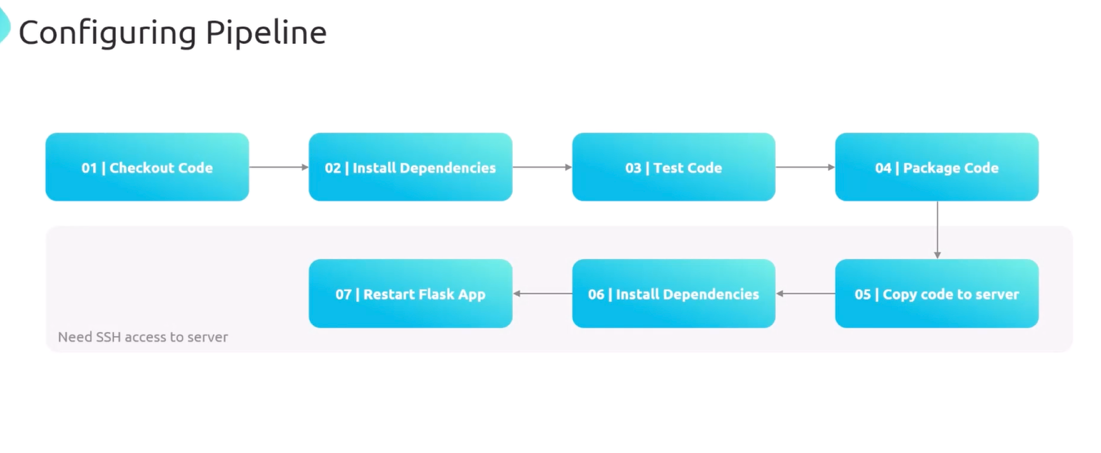 Configuring Pipeline
01 | Checkout Code
02 | Install Dependencies
03 | Test Code
04 | Package Code
05 | Copy code to server
06 | Install Dependencies
07 | Restart Flask App
Need SSH access to server